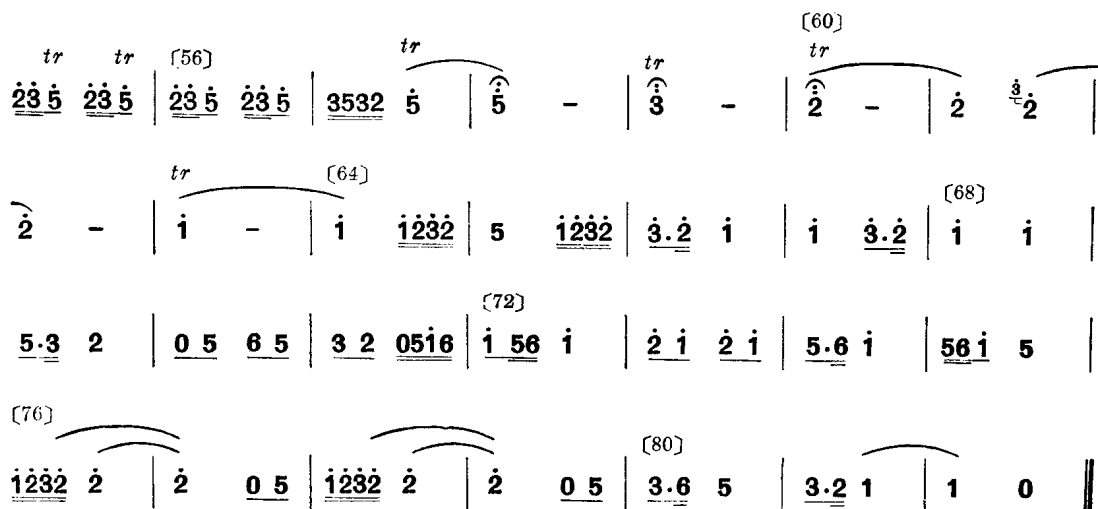 〔60〕
tr tr 〔56〕 tr tr tr
2̇3̇ 5̇ 2̇3̇ 5̇ | 2̇3̇ 5̇ 2̇3̇ 5̇ | 3532 5̇ | 5̇ – | 3̇ – | 2̇ – | 2̇ 3̇ 2̇ |
tr 〔64〕 〔68〕
2̇ – | 1̇ – | 1̇ 1̇2̇3̇2̇ | 5 1̇2̇3̇2̇ | 3̇.2̇ 1̇ | 1̇ 3̇.2̇ | 1̇ 1̇ |
〔72〕
5.3 2 | 0 5 6 5 | 3 2 051̇6 | 1̇ 56 1̇ | 2̇ 1̇ 2̇ 1̇ | 5.6 1̇ | 56 1̇ 5 |
〔76〕 〔80〕
1̇2̇3̇2̇ 2̇ | 2̇ 0 5 | 1̇2̇3̇2̇ 2̇ | 2̇ 0 5 | 3.6 5 | 3.2 1 | 1 0 ‖